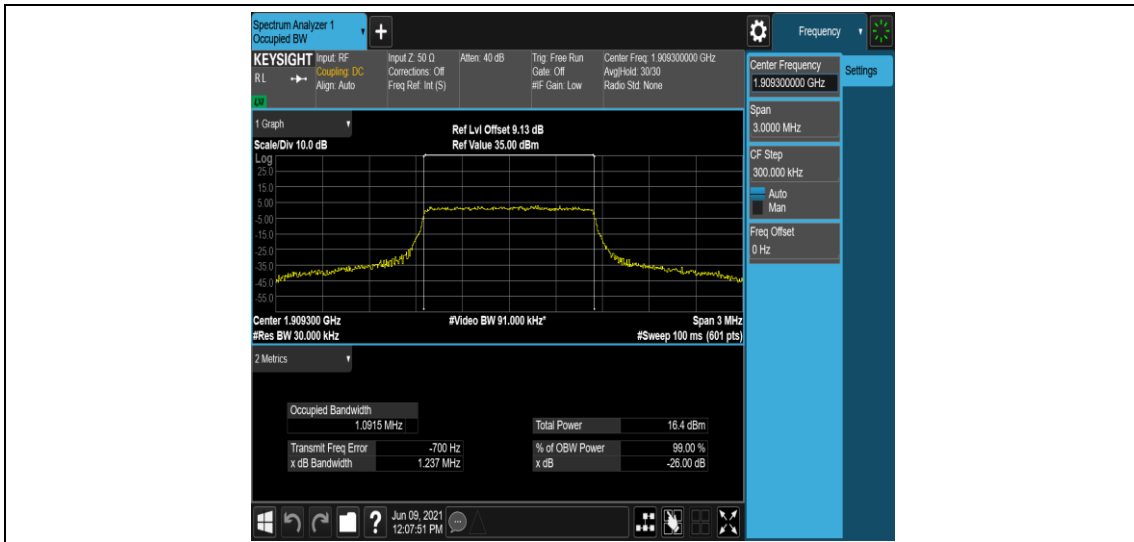 Spectrum Analyzer 1
Occupied BW
+
Frequency
KEYSIGHT
RL
LXI
Input: RF
Coupling: DC
Align: Auto
Input Z: 50 Ω
Corrections: Off
Freq Ref: Int (S)
Atten: 40 dB
Trig: Free Run
Gate: Off
#IF Gain: Low
Center Freq: 1.909300000 GHz
Avg|Hold: 30/30
Radio Std: None
Center Frequency
1.909300000 GHz
Settings
Span
3.0000 MHz
CF Step
300.000 kHz
Auto
Man
Freq Offset
0 Hz
1 Graph
Scale/Div 10.0 dB
Ref Lvl Offset 9.13 dB
Ref Value 35.00 dBm
Log
25.0
15.0
5.00
-5.00
-15.0
-25.0
-35.0
-45.0
-55.0
Center 1.909300 GHz
#Res BW 30.000 kHz
#Video BW 91.000 kHz*
Span 3 MHz
#Sweep 100 ms (601 pts)
2 Metrics
Occupied Bandwidth
1.0915 MHz
Total Power 16.4 dBm
Transmit Freq Error -700 Hz
% of OBW Power 99.00 %
x dB Bandwidth 1.237 MHz
x dB -26.00 dB
?
Jun 09, 2021
12:07:51 PM